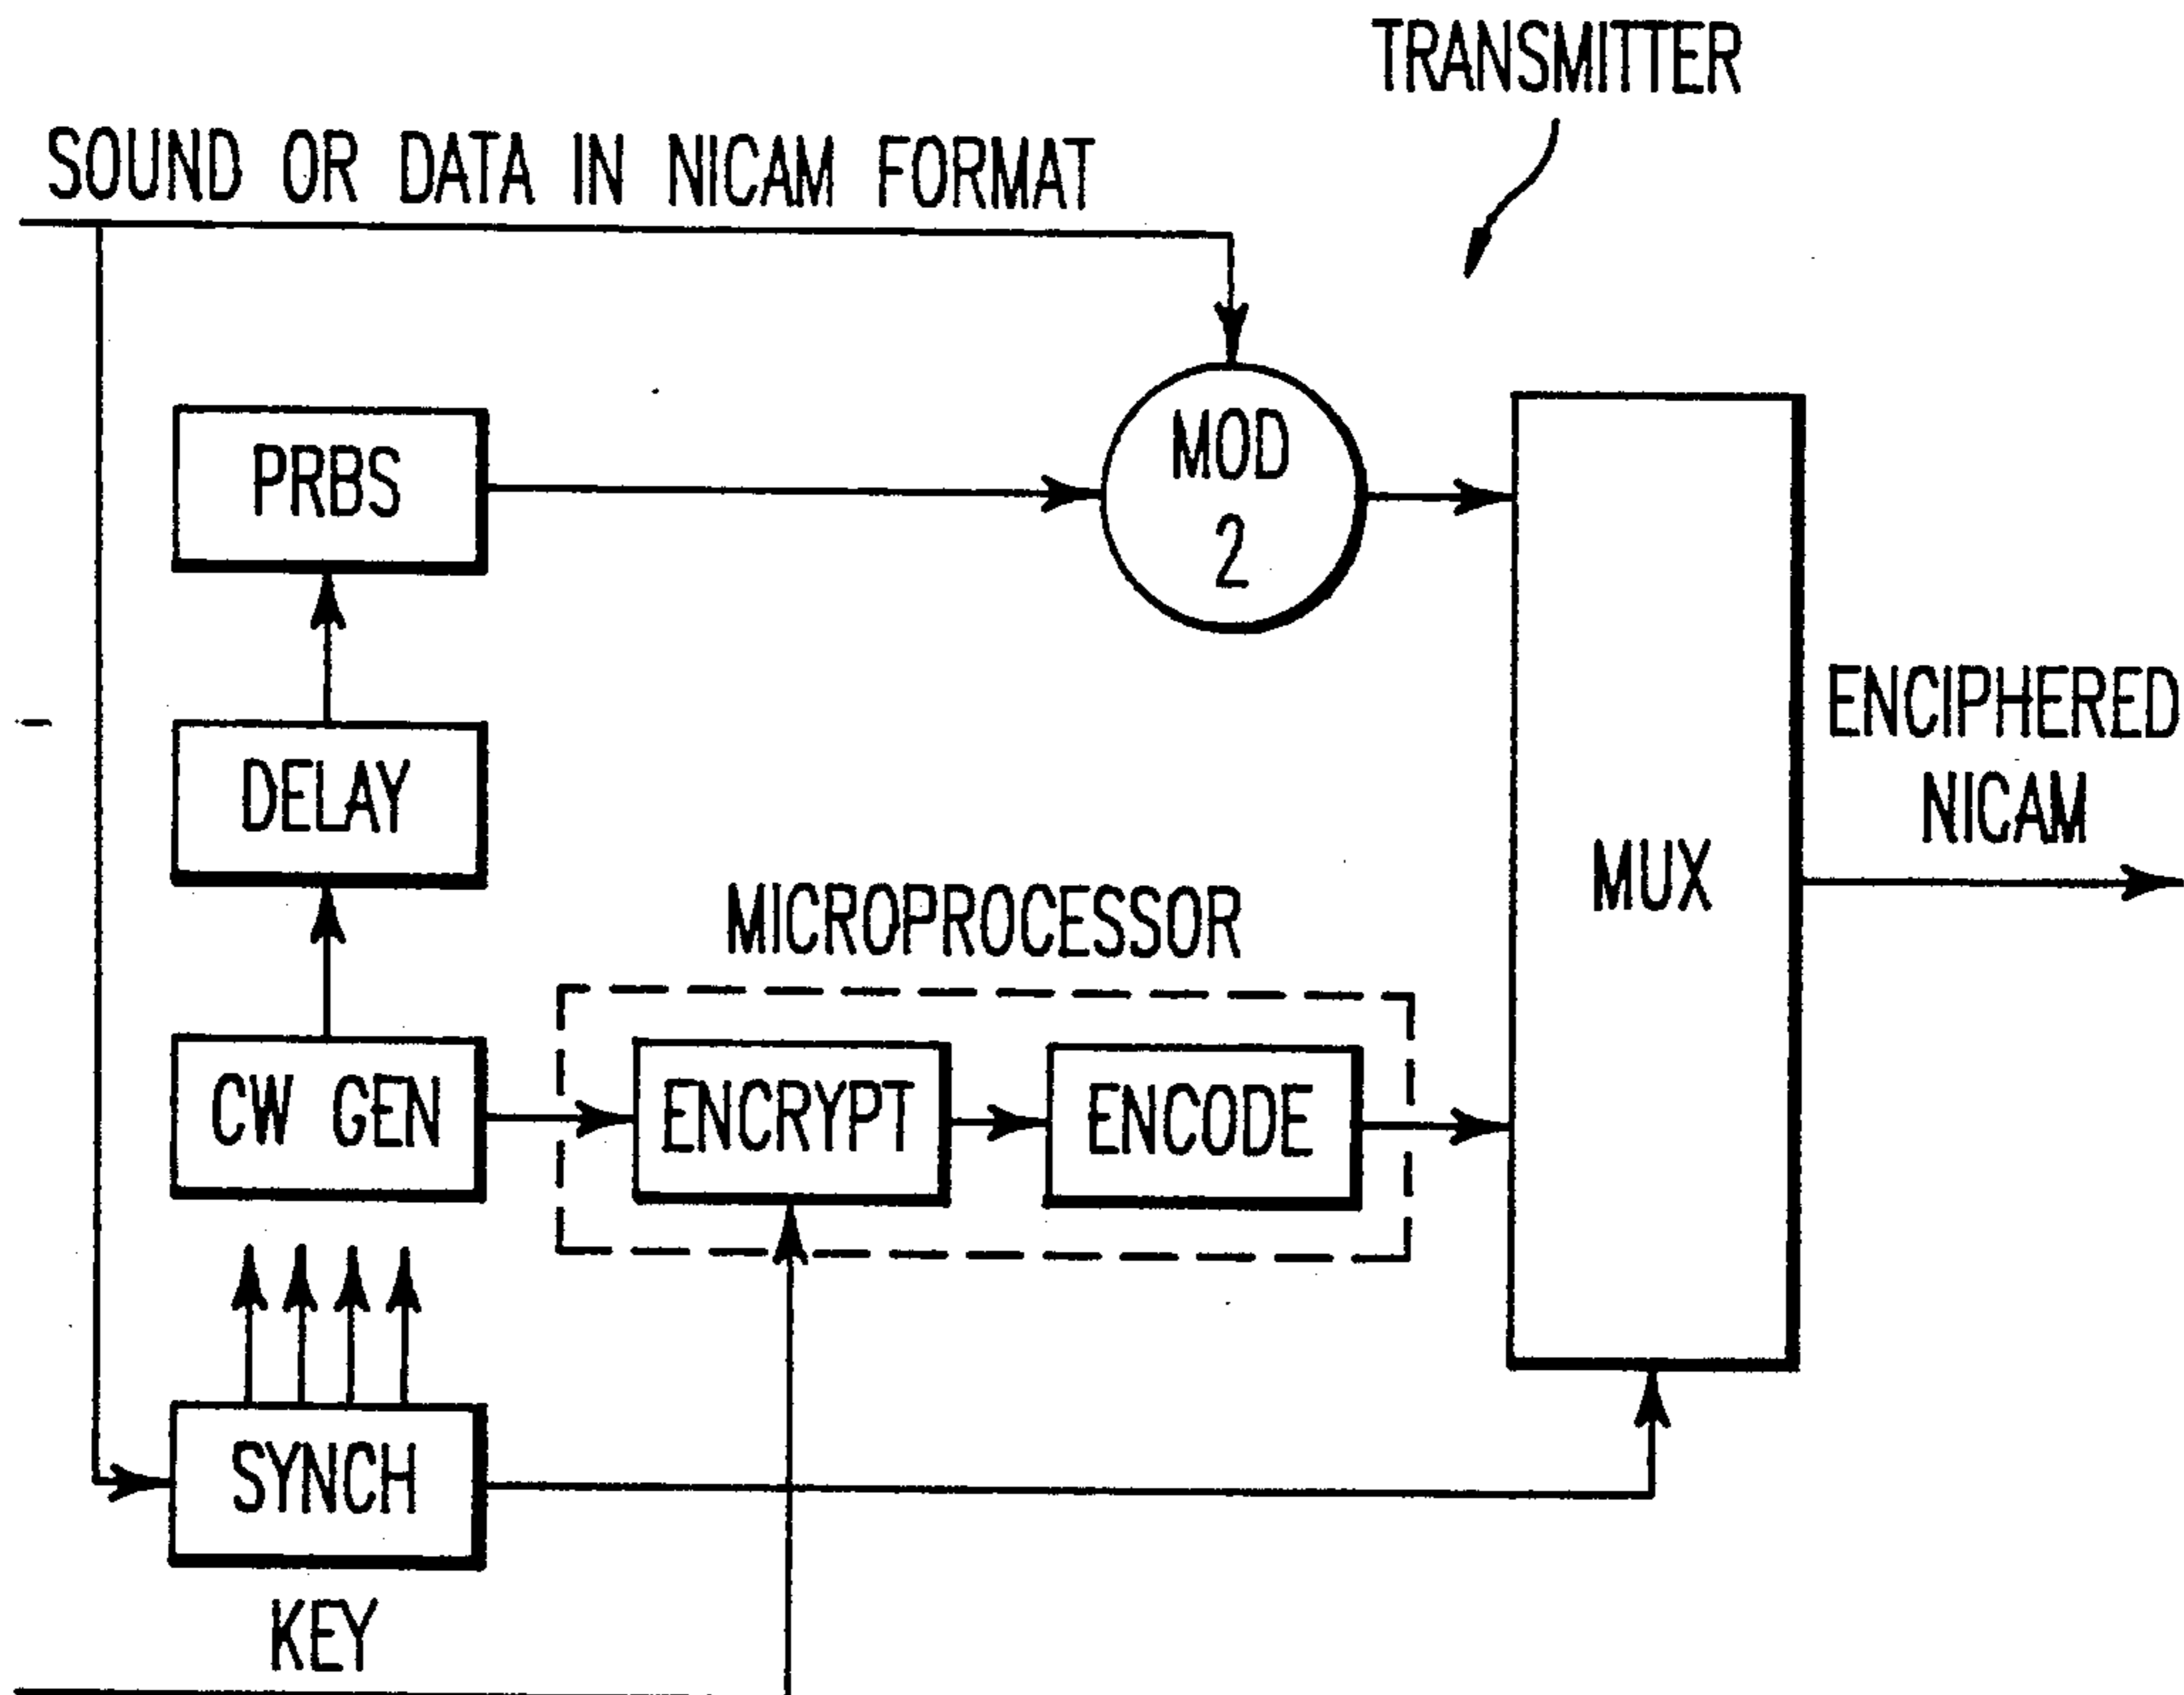 TRANSMITTER
SOUND OR DATA IN NICAM FORMAT
PRBS
MOD
2
DELAY
ENCIPHERED
NICAM
MUX
MICROPROCESSOR
CW GEN
ENCRYPT
ENCODE
SYNCH
KEY